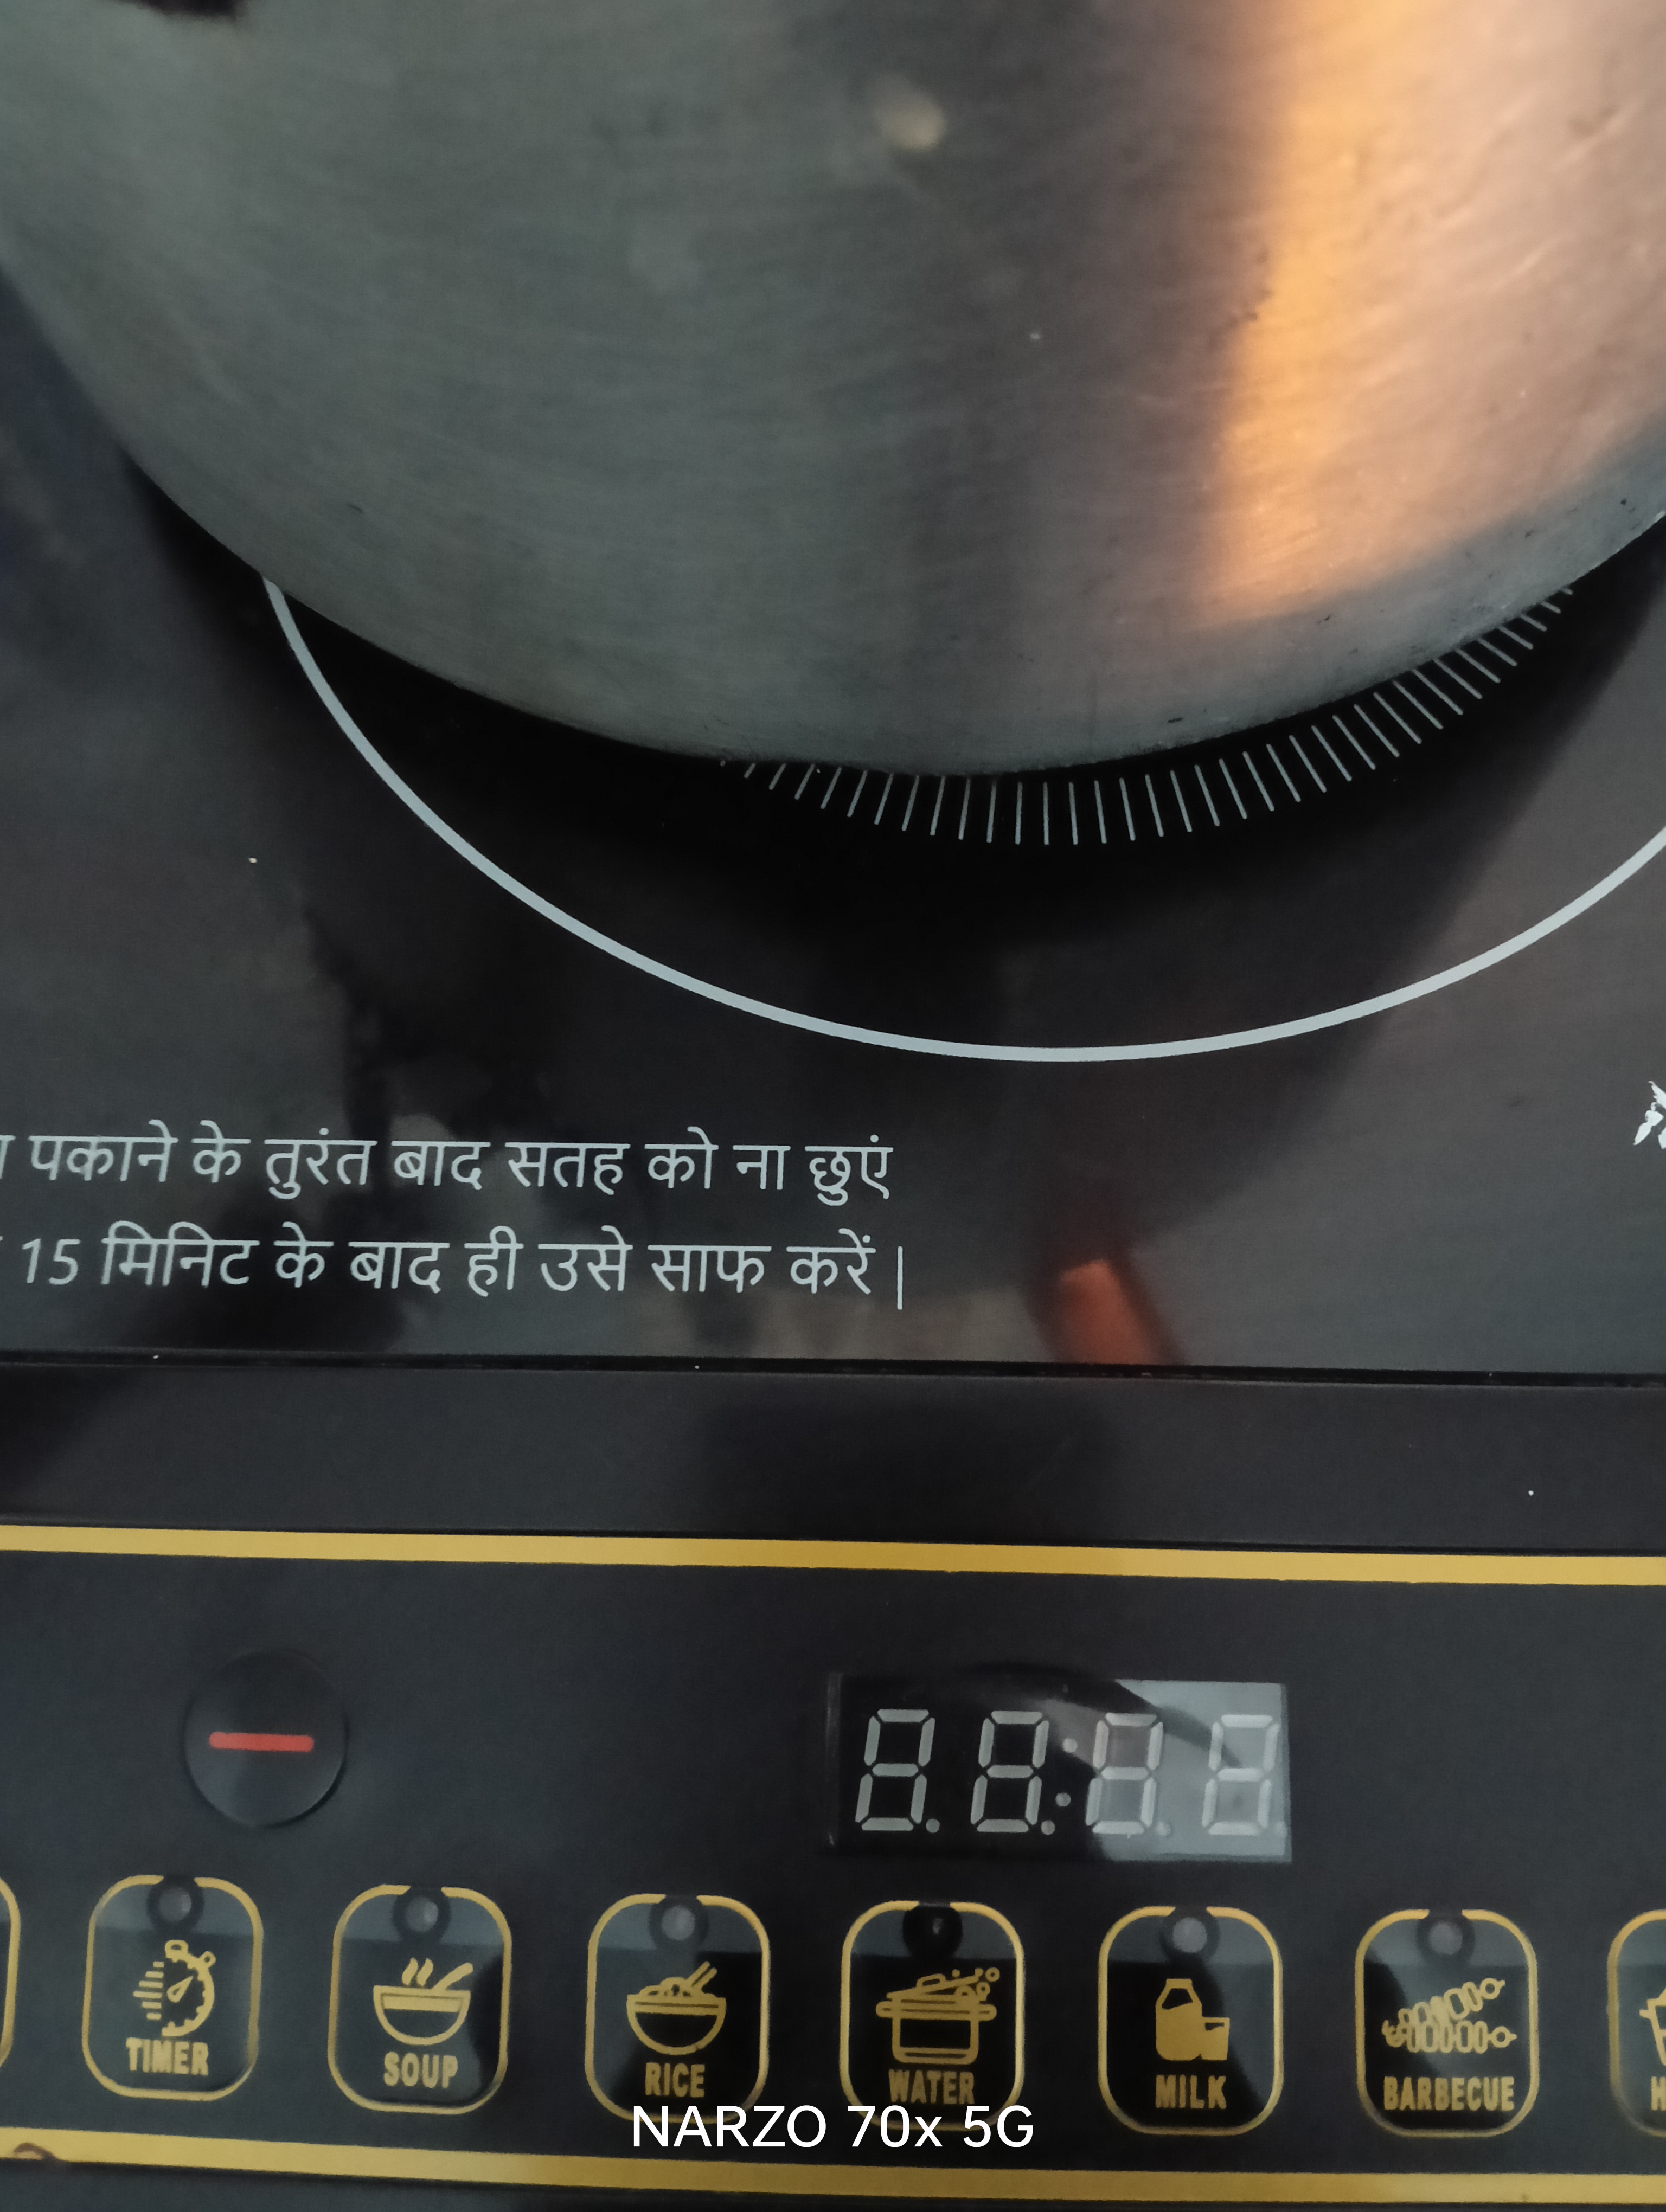 पकाने के तुरंत बाद सतह को ना छुएं
15 मिनिट के बाद ही उसे साफ करें |
TIMER
SOUP
RICE
WATER
MILK
BARBECUE
NARZO 70x 5G